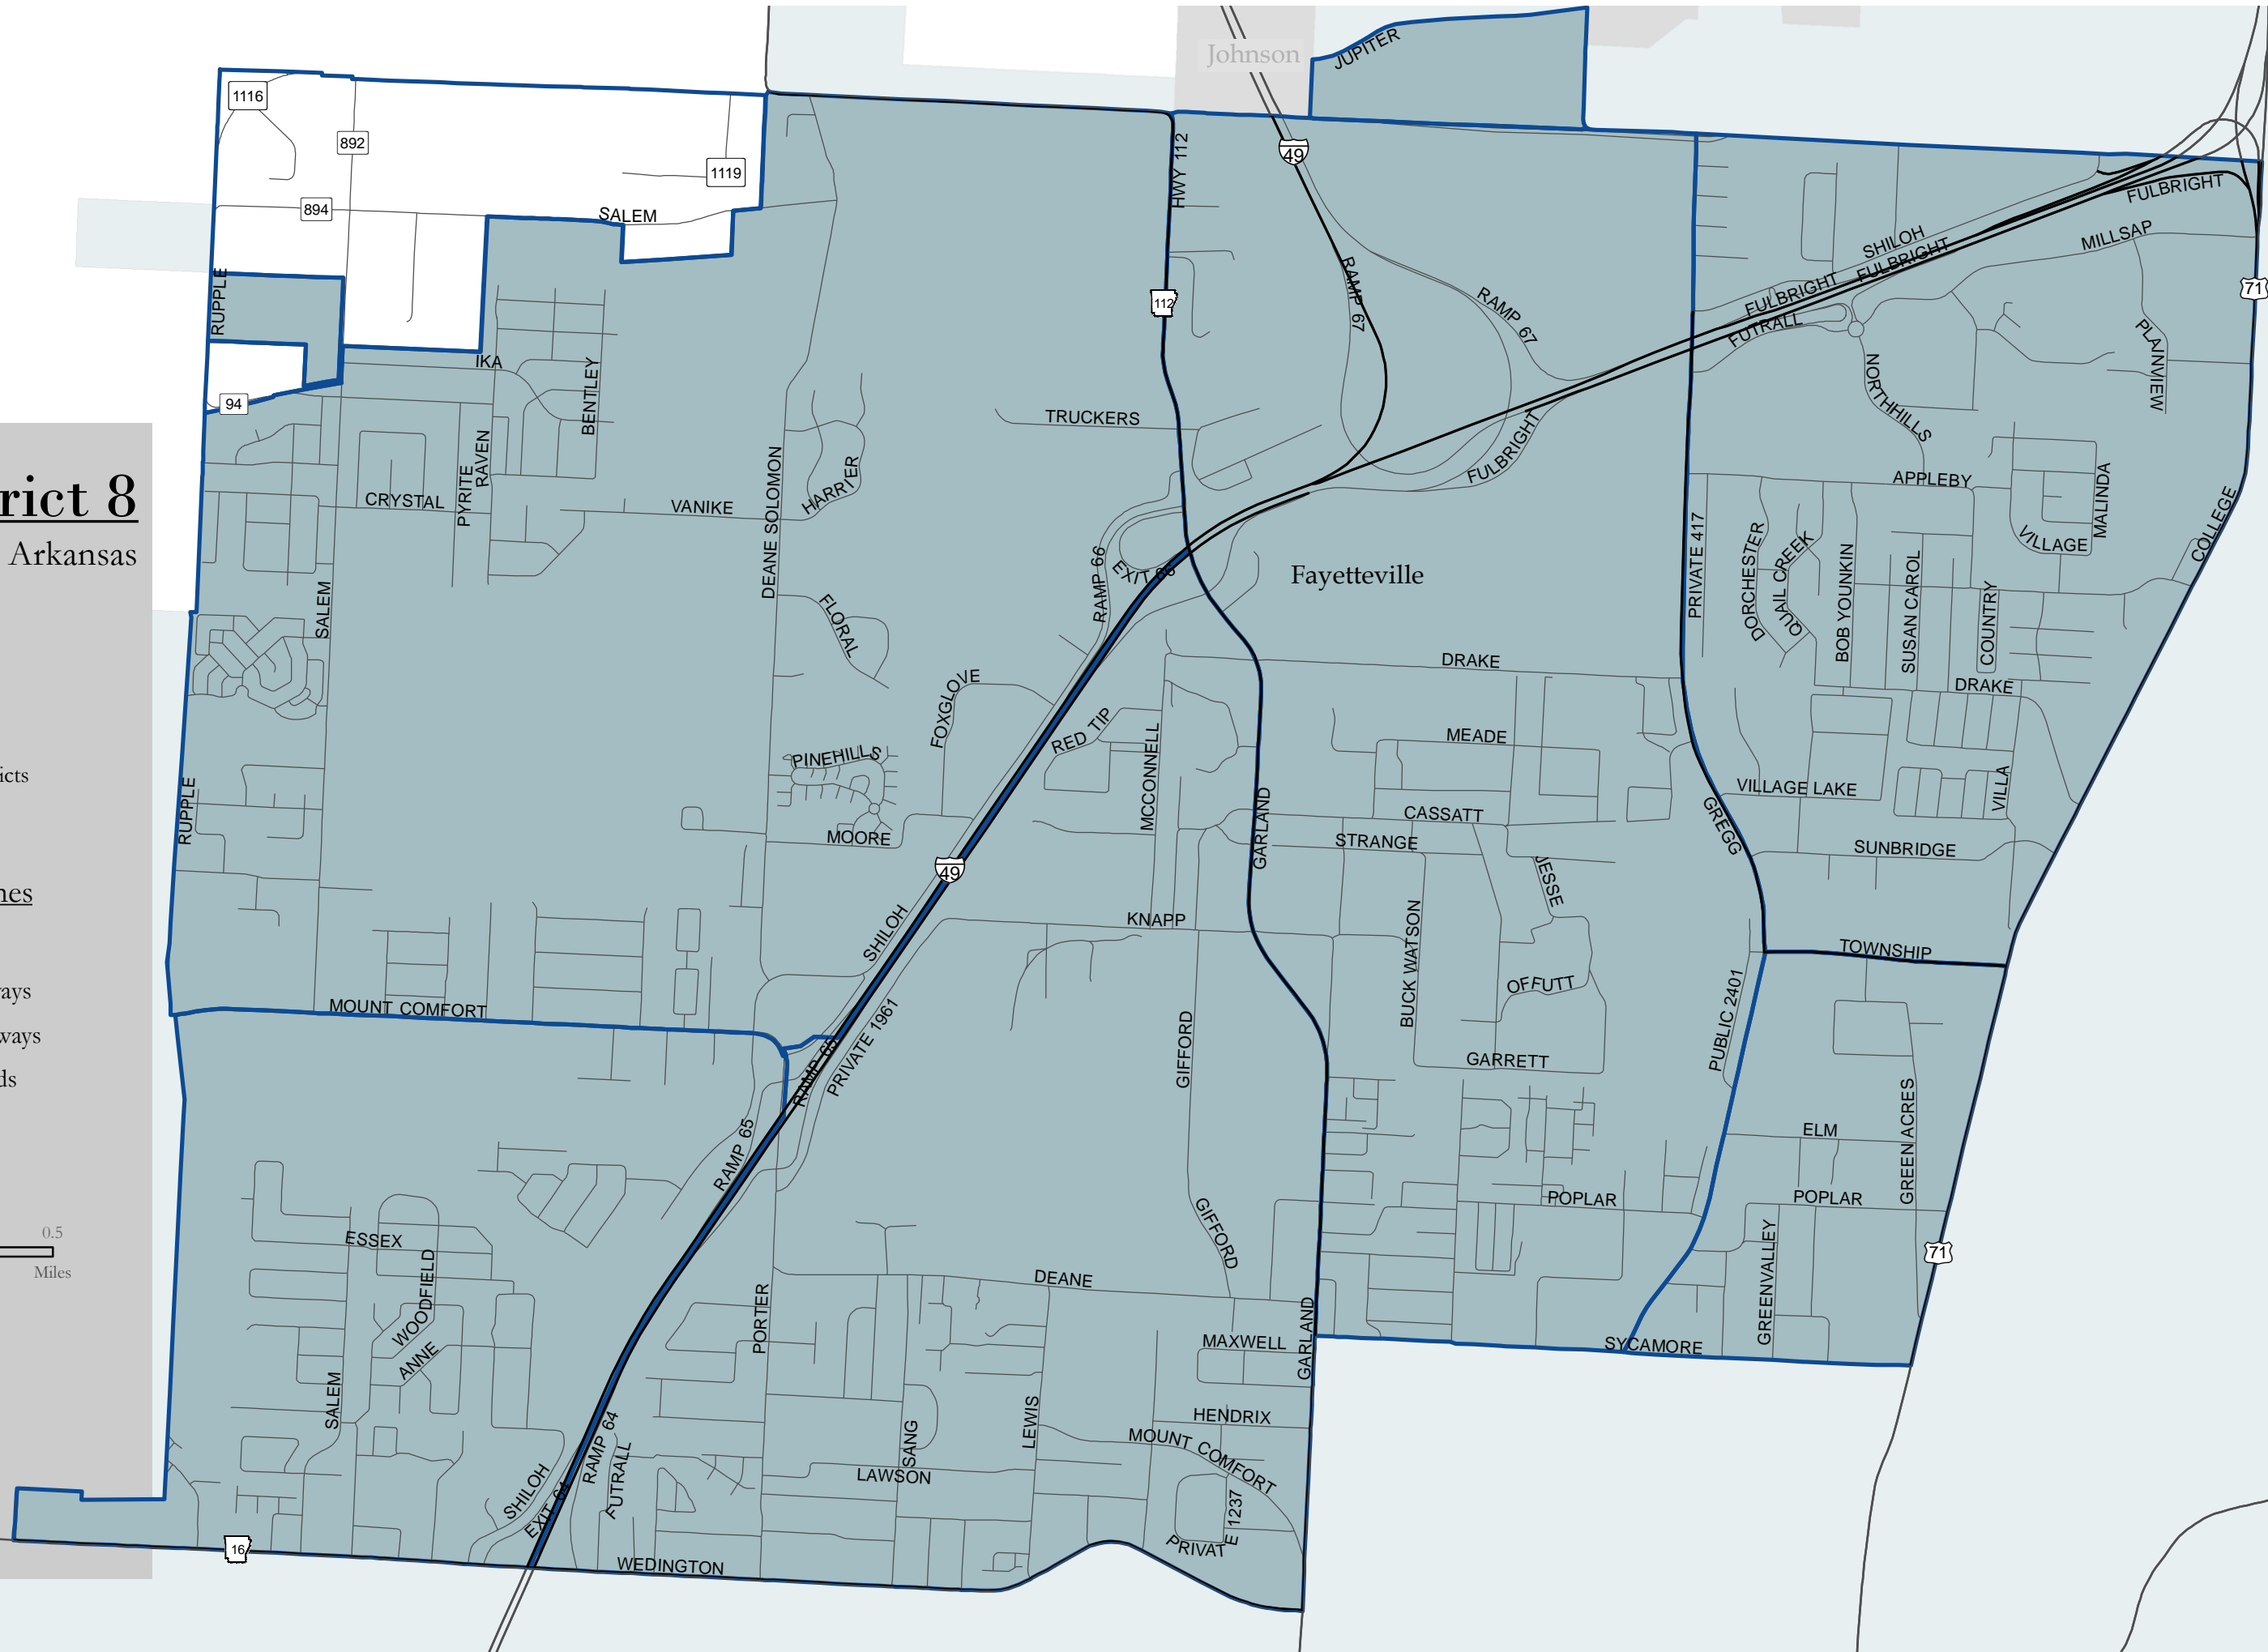 Johnson
JUPITER
1116
892
1119
894
SALEM
RUPPLE
94
HWY 112
49
112
RAMP 67
RAMP 67
FULBRIGHT
SHILOH
FULBRIGHT
MILLSAP
FULBRIGHT
FUTRALL
71
PLAINVIEW
NORTHHILLS
IKA
BENTLEY
TRUCKERS
FULBRIGHT
rict 8
Arkansas
CRYSTAL
PYRITE
RAVEN
VANIKE
DEANE SOLOMON
HARRIER
APPLEBY
MALINDA
VILLAGE
COLLEGE
PRIVATE 417
DORCHESTER
QUAIL CREEK
BOB YOUNKIN
SUSAN CAROL
COUNTRY
RAMP 66
EXIT 66
Fayetteville
SALEM
FLORAL
FOXGLOVE
DRAKE
DRAKE
RED TIP
MCCONNELL
MEADE
icts
PINEHILLS
MOORE
RUPPLE
VILLAGE LAKE
VILLA
GARLAND
CASSATT
STRANGE
GREGG
SUNBRIDGE
49
JESSE
nes
SHILOH
KNAPP
BUCK WATSON
TOWNSHIP
OFFUTT
PUBLIC 2401
ays
MOUNT COMFORT
ways
RAMP 65
PRIVATE 1961
GIFFORD
GARRETT
ds
RAMP 65
ELM
GREEN ACRES
POPLAR
POPLAR
0.5
Miles
ESSEX
WOODFIELD
ANNE
GIFFORD
DEANE
PORTER
GREENVALLEY
71
MAXWELL
GARLAND
SYCAMORE
SALEM
HENDRIX
MOUNT COMFORT
LEWIS
SANG
LAWSON
RAMP 64
FUTRALL
SHILOH
EXIT 64
PRIVATE 1237
16
WEDINGTON